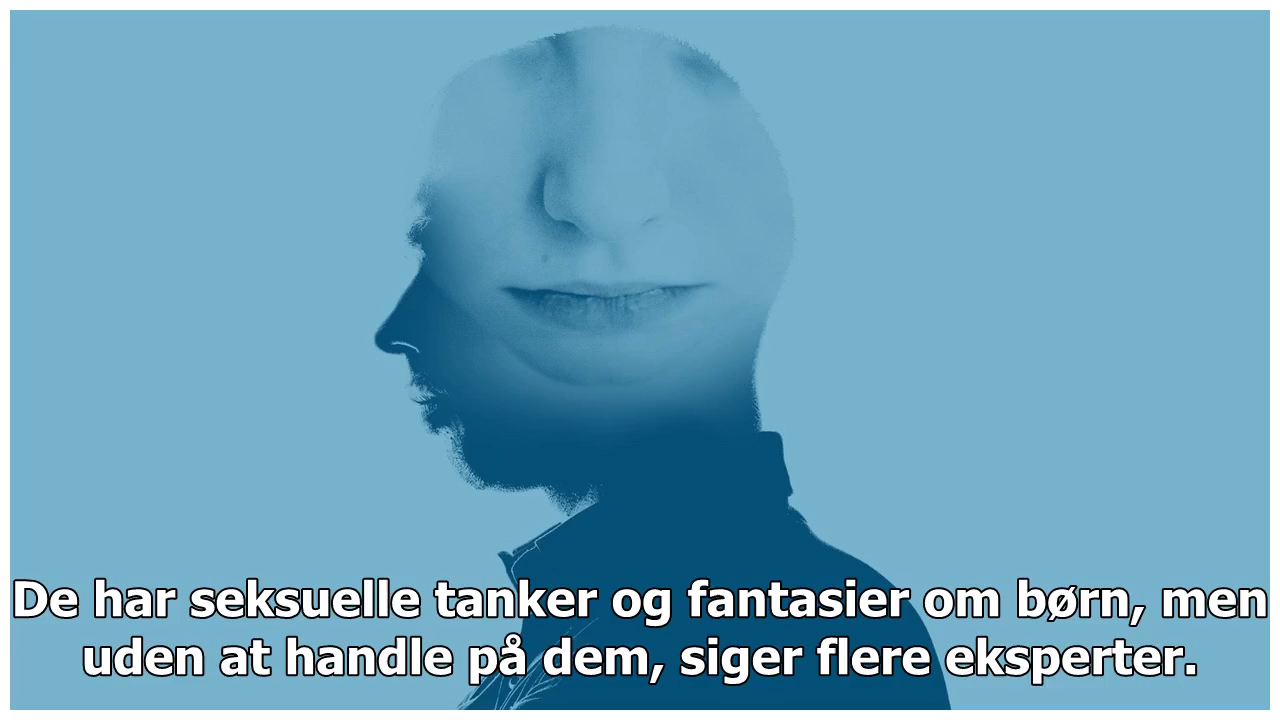 De har seksuelle tanker og fantasier om børn, men
uden at handle på dem, siger flere eksperter.